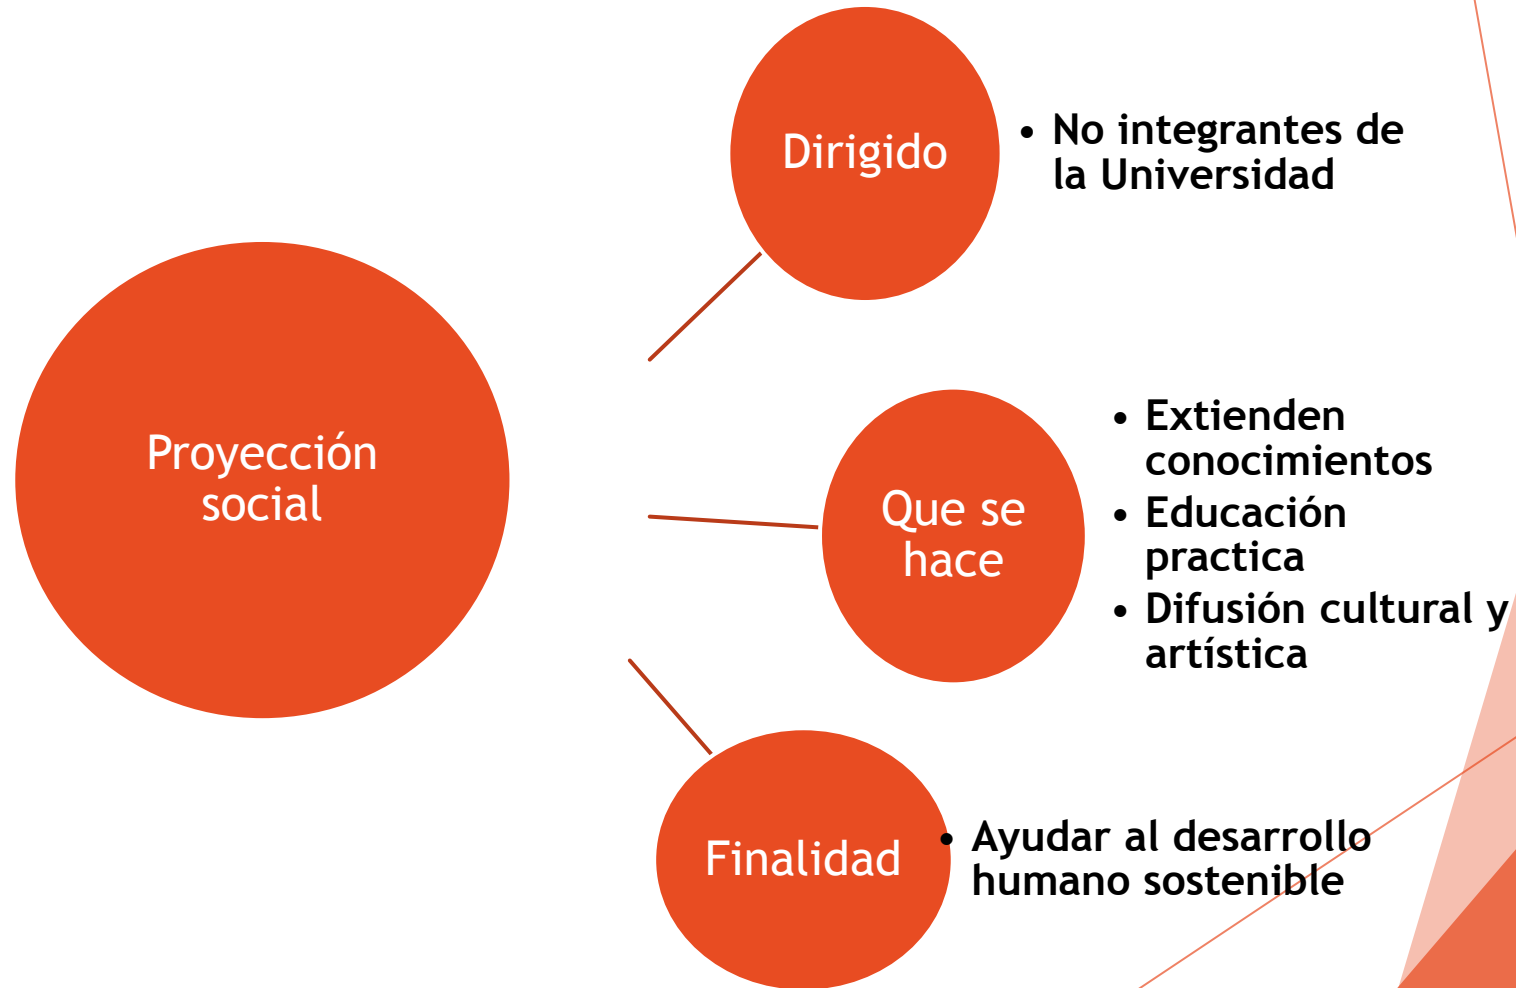 Proyección
social
Dirigido
• No integrantes de
la Universidad
Que se
hace
• Extienden
conocimientos
• Educación
practica
• Difusión cultural y
artística
Finalidad
• Ayudar al desarrollo
humano sostenible